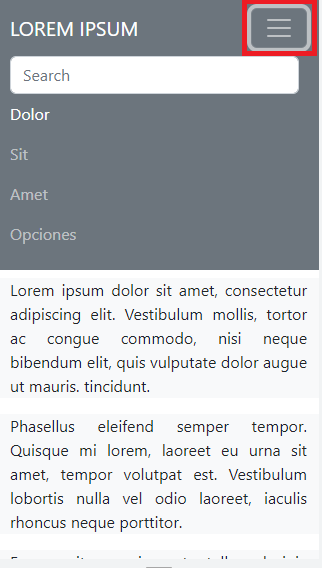 LOREM IPSUM
Search
Dolor
Sit
Amet
Opciones
Lorem ipsum dolor sit amet, consectetur
adipiscing elit. Vestibulum mollis, tortor
ac congue commodo, nisi neque
bibendum elit, quis vulputate dolor augue
ut mauris. tincidunt.
Phasellus eleifend semper tempor.
Quisque mi lorem, laoreet eu urna sit
amet, tempor volutpat est. Vestibulum
lobortis nulla vel odio laoreet, iaculis
rhoncus neque porttitor.